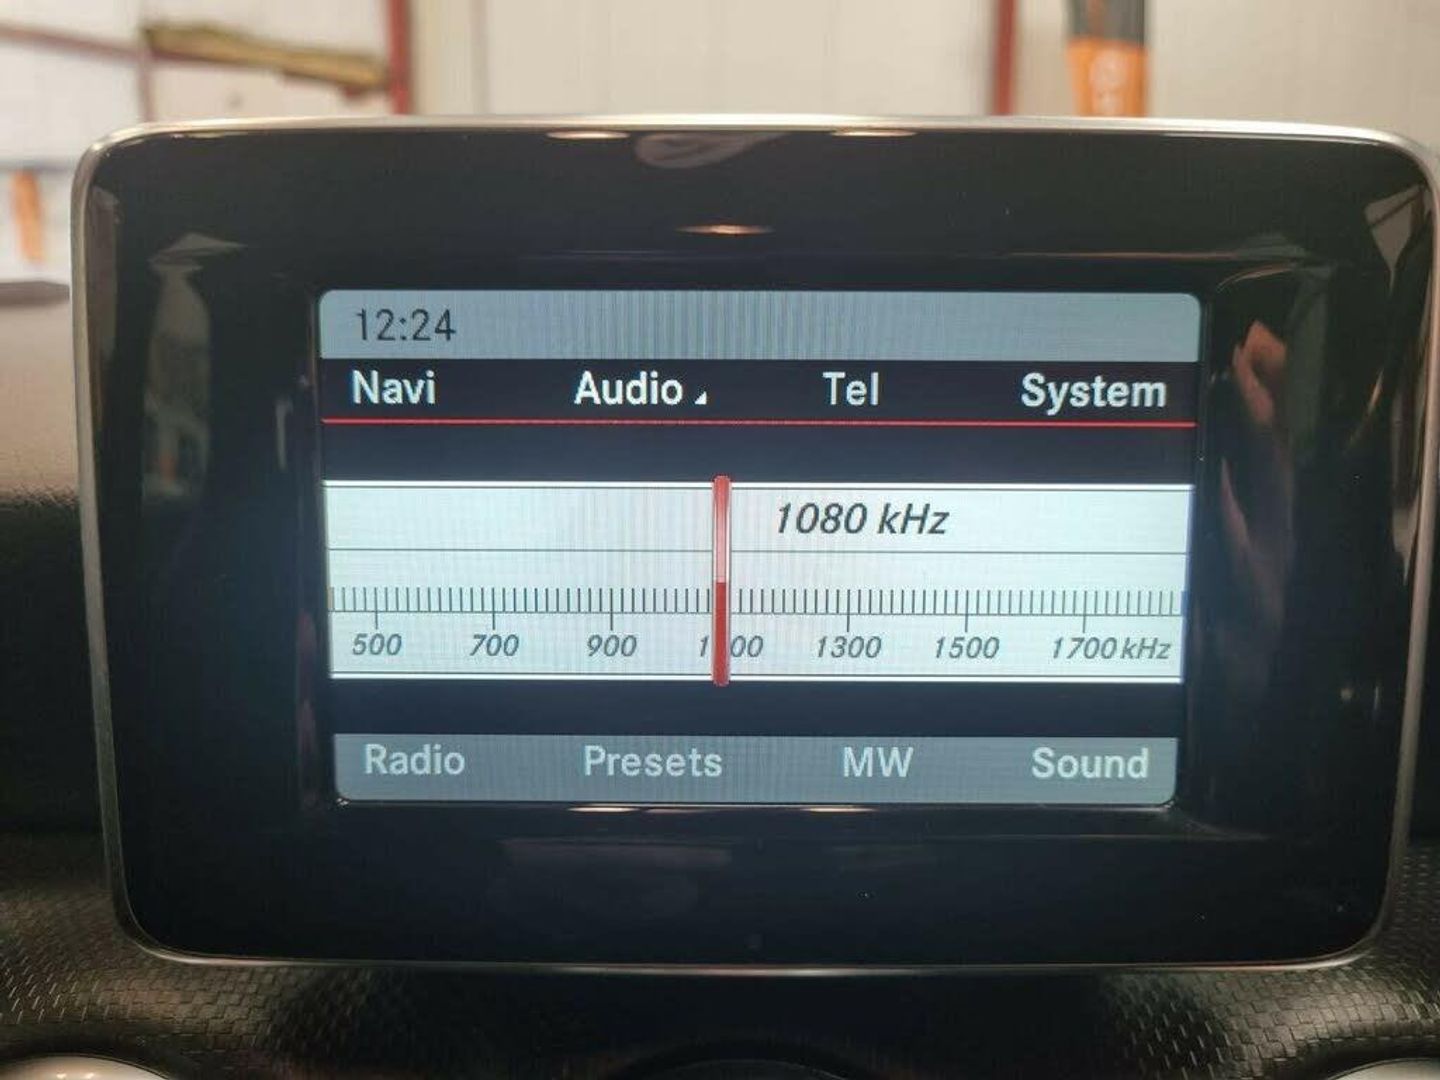 12:24
Navi Audio Tel System
1080 kHz
500 700 900 1100 1300 1500 1700 kHz
Radio Presets MW Sound